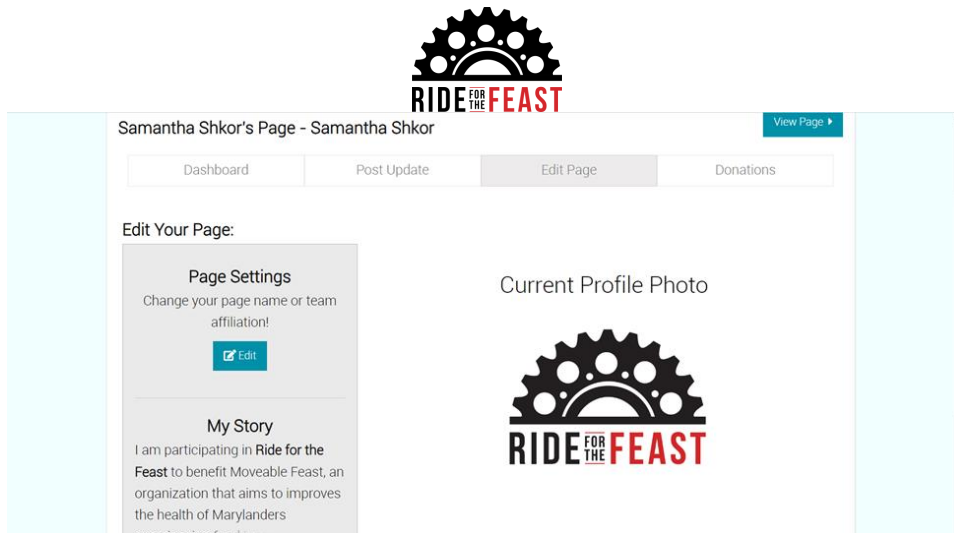 RIDE FOR THE FEAST
Samantha Shkor's Page - Samantha Shkor
View Page
Dashboard
Post Update
Edit Page
Donations
Edit Your Page:
Page Settings
Change your page name or team
affiliation!
Edit
My Story
I am participating in Ride for the
Feast to benefit Moveable Feast, an
organization that aims to improves
the health of Marylanders
Current Profile Photo
RIDE FOR THE FEAST